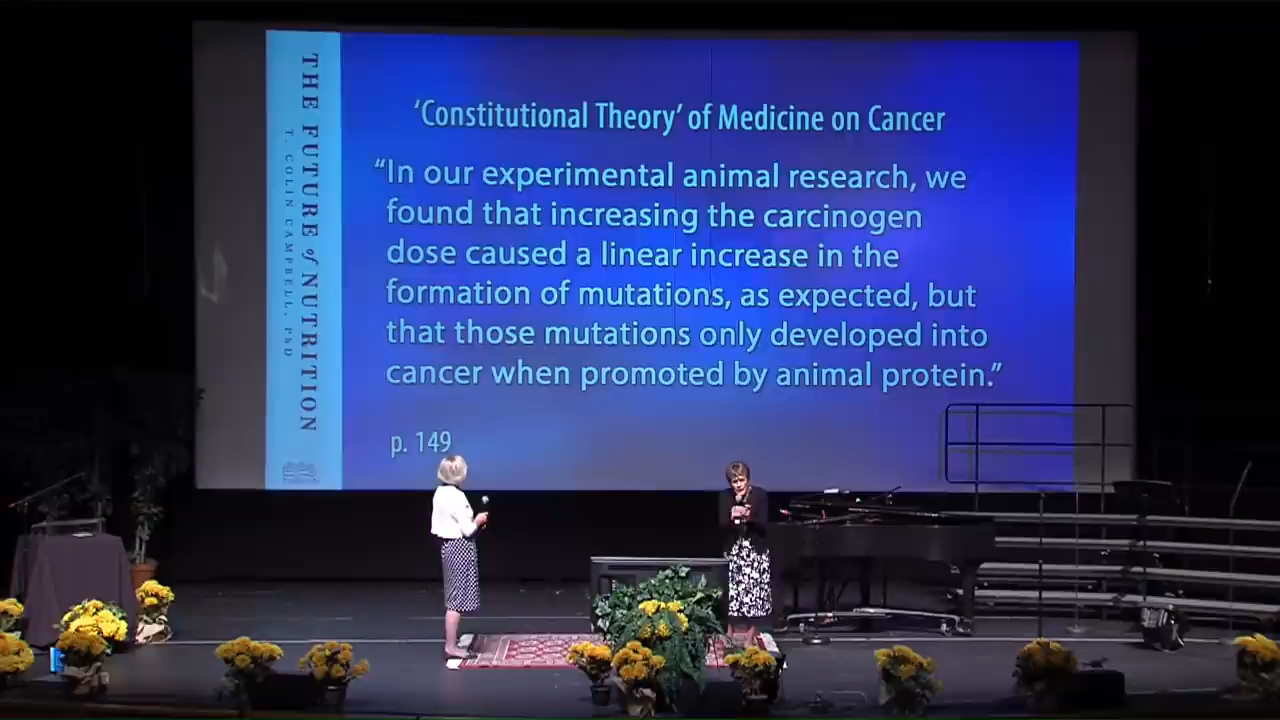 THE FUTURE of NUTRITION
T. COLIN CAMPBELL, PhD
‘Constitutional Theory’ of Medicine on Cancer
“In our experimental animal research, we
found that increasing the carcinogen
dose caused a linear increase in the
formation of mutations, as expected, but
that those mutations only developed into
cancer when promoted by animal protein.”
p. 149